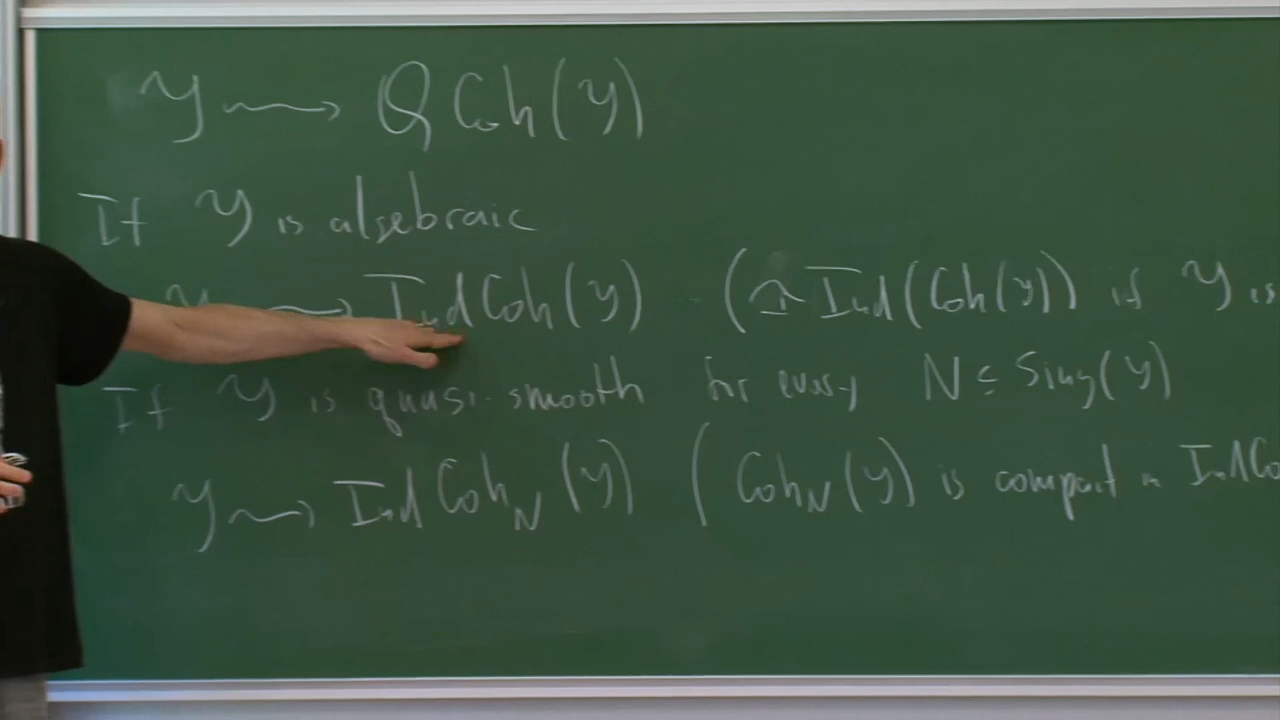 𝒴 ⇝ QCoh(𝒴)
If 𝒴 is algebraic
𝒴 ⇝ IndCoh(𝒴) (≃ Ind(Coh(𝒴)) if 𝒴 is
If 𝒴 is quasi-smooth for every N ⊆ Sing(𝒴)
𝒴 ⇝ IndCoh_N(𝒴) (Coh_N(𝒴) is compact in IndCo